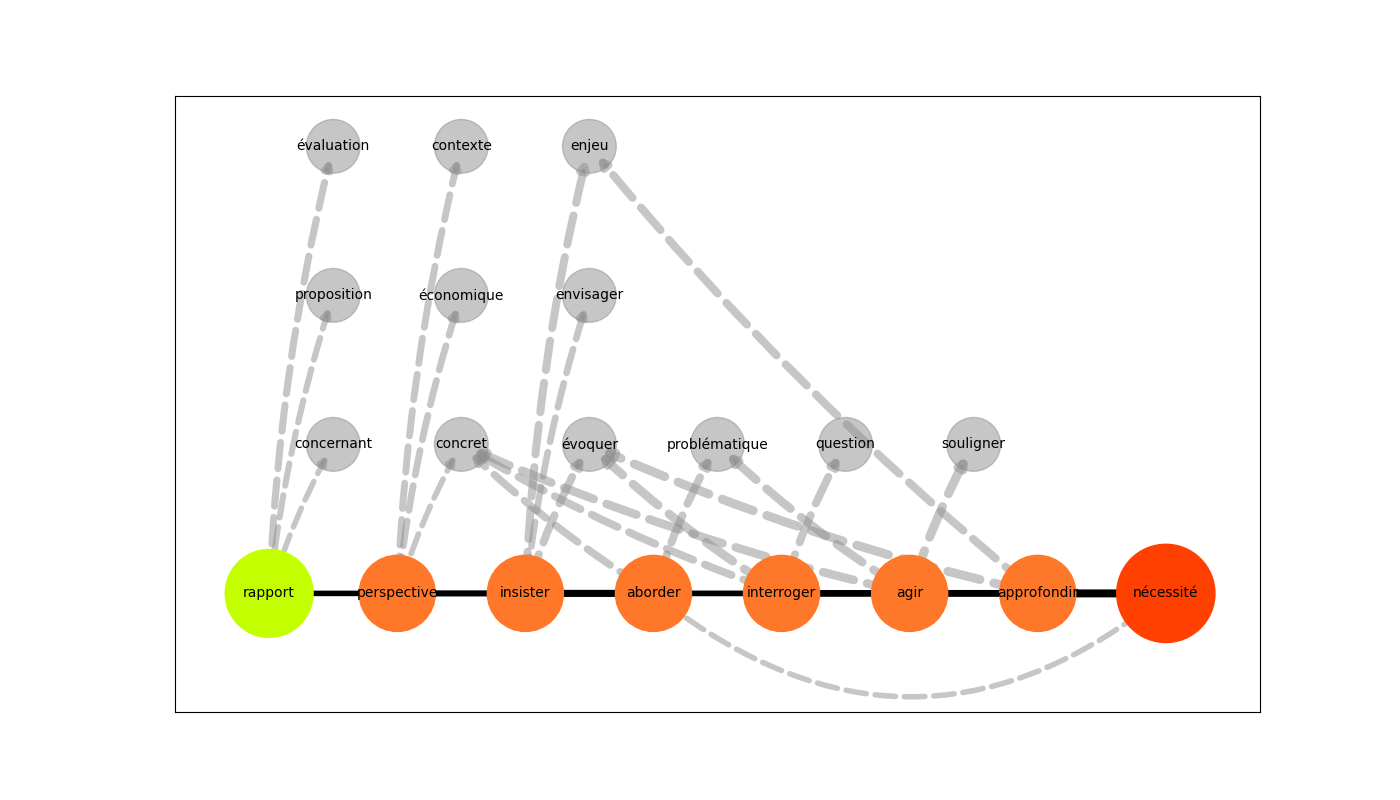 évaluation contexte enjeu
proposition économique envisager
concernant concret évoquer problématique question souligner
rapport perspective insister aborder interroger agir approfondir nécessité